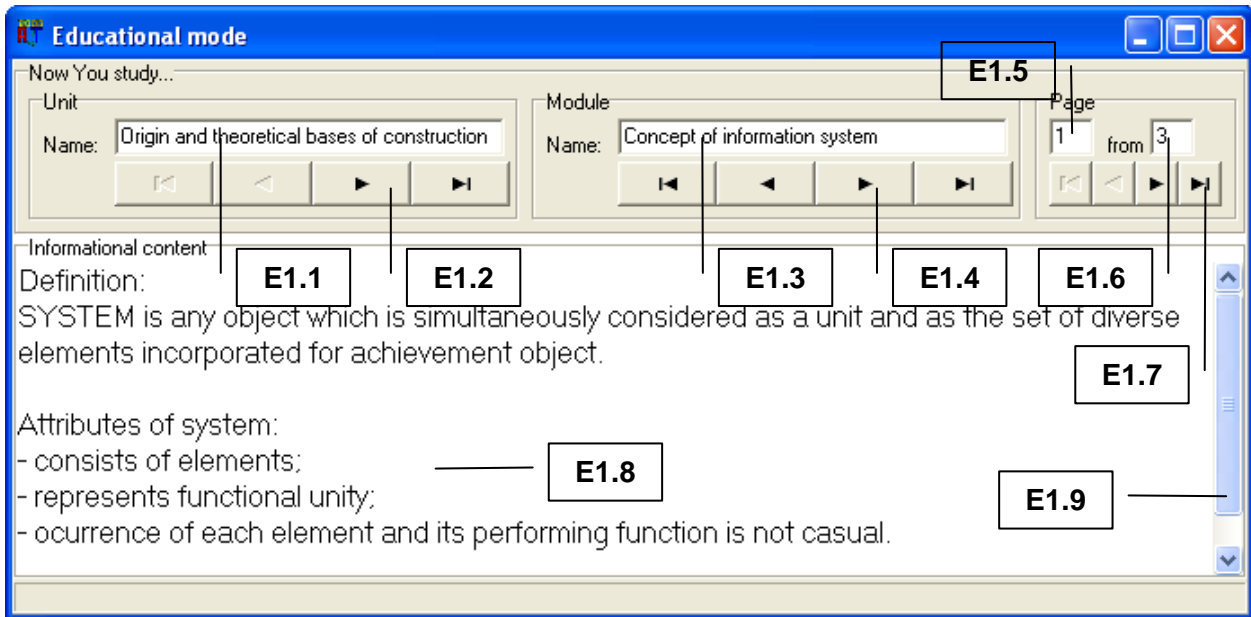 Educational mode
Now You study...
Unit
Name: Origin and theoretical bases of construction
Module
Name: Concept of information system
Page
1 from 3
E1.5
Informational content
E1.1
E1.2
E1.3
E1.4
E1.6
Definition:
SYSTEM is any object which is simultaneously considered as a unit and as the set of diverse
elements incorporated for achievement object.
E1.7
Attributes of system:
- consists of elements;
- represents functional unity;
- ocurrence of each element and its performing function is not casual.
E1.8
E1.9